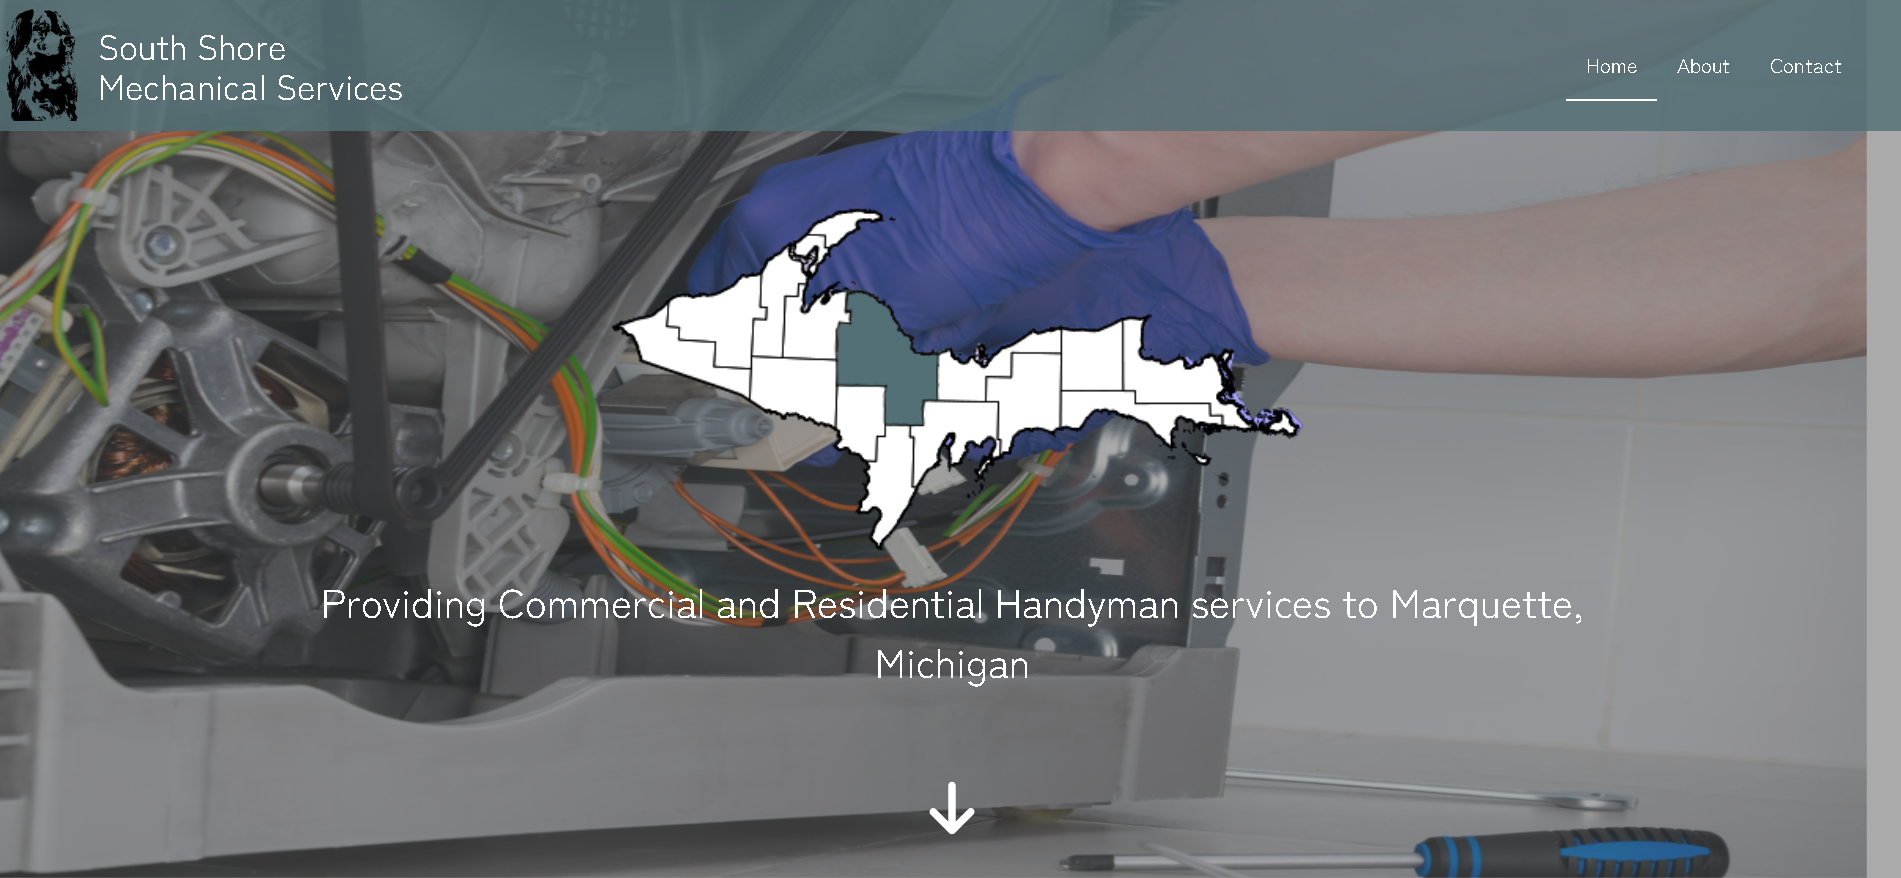 South Shore
Mechanical Services
Home
About
Contact
Providing Commercial and Residential Handyman services to Marquette,
Michigan